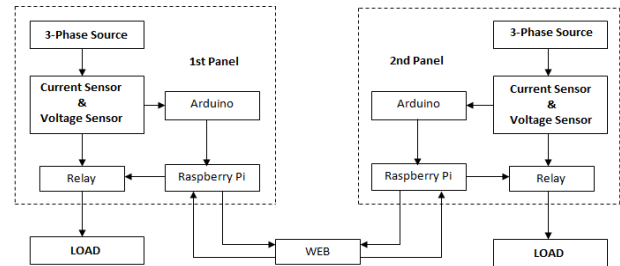 3-Phase Source
1st Panel
Current Sensor
&
Voltage Sensor
Arduino
Relay
Raspberry Pi
LOAD
WEB
3-Phase Source
2nd Panel
Current Sensor
&
Voltage Sensor
Arduino
Raspberry Pi
Relay
LOAD